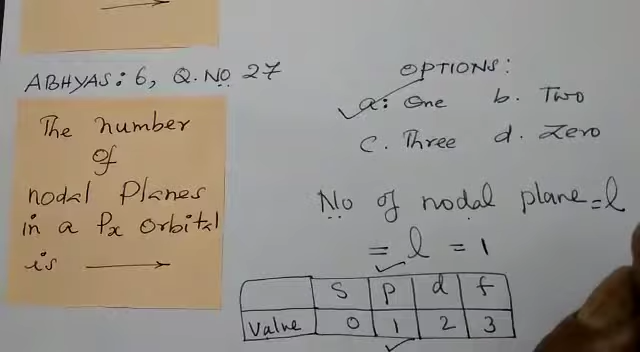 ABHYAS: 6, Q. NO 27
The number
of
nodal Planes
in a Px orbital
is
OPTIONS:
a: One b. Two
c. Three d. Zero
No of nodal plane = l
= l = 1
S P d f
Value 0 1 2 3